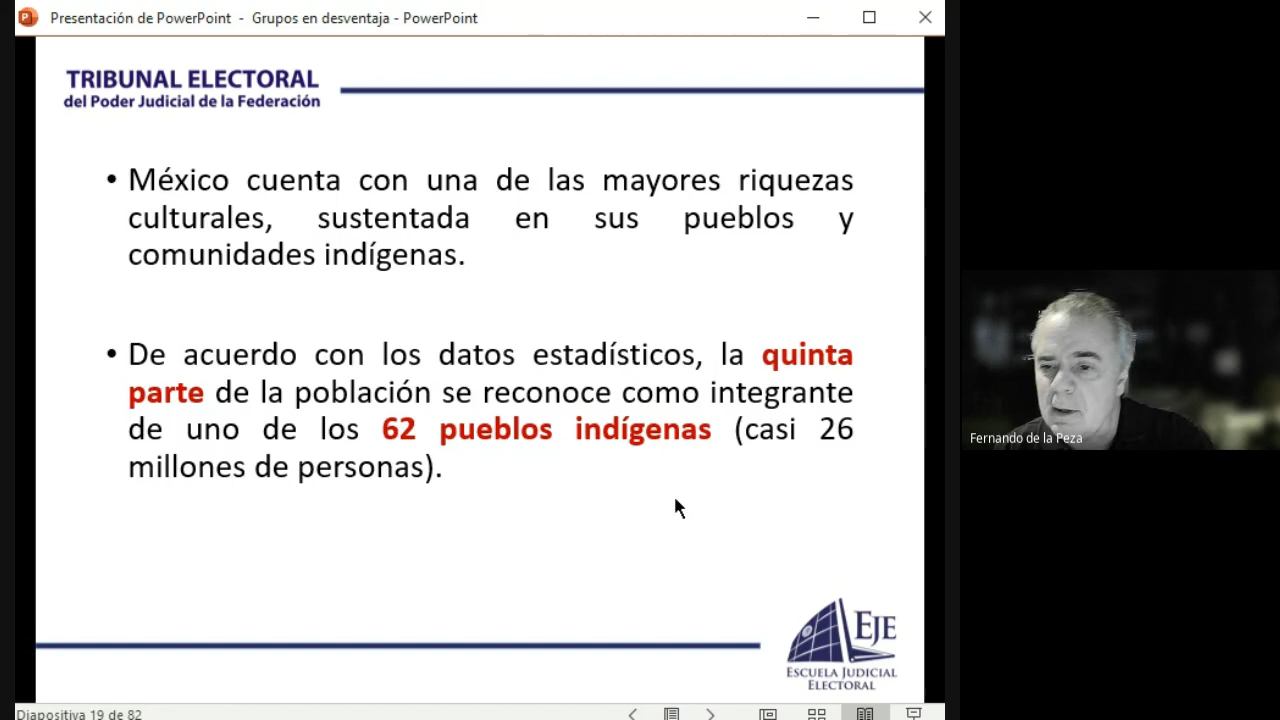 Presentación de PowerPoint - Grupos en desventaja - PowerPoint
TRIBUNAL ELECTORAL
del Poder Judicial de la Federación
• México cuenta con una de las mayores riquezas
culturales, sustentada en sus pueblos y
comunidades indígenas.
• De acuerdo con los datos estadísticos, la quinta
parte de la población se reconoce como integrante
de uno de los 62 pueblos indígenas (casi 26
millones de personas).
Fernando de la Peza
EJE
ESCUELA JUDICIAL
ELECTORAL
Diapositiva 19 de 82